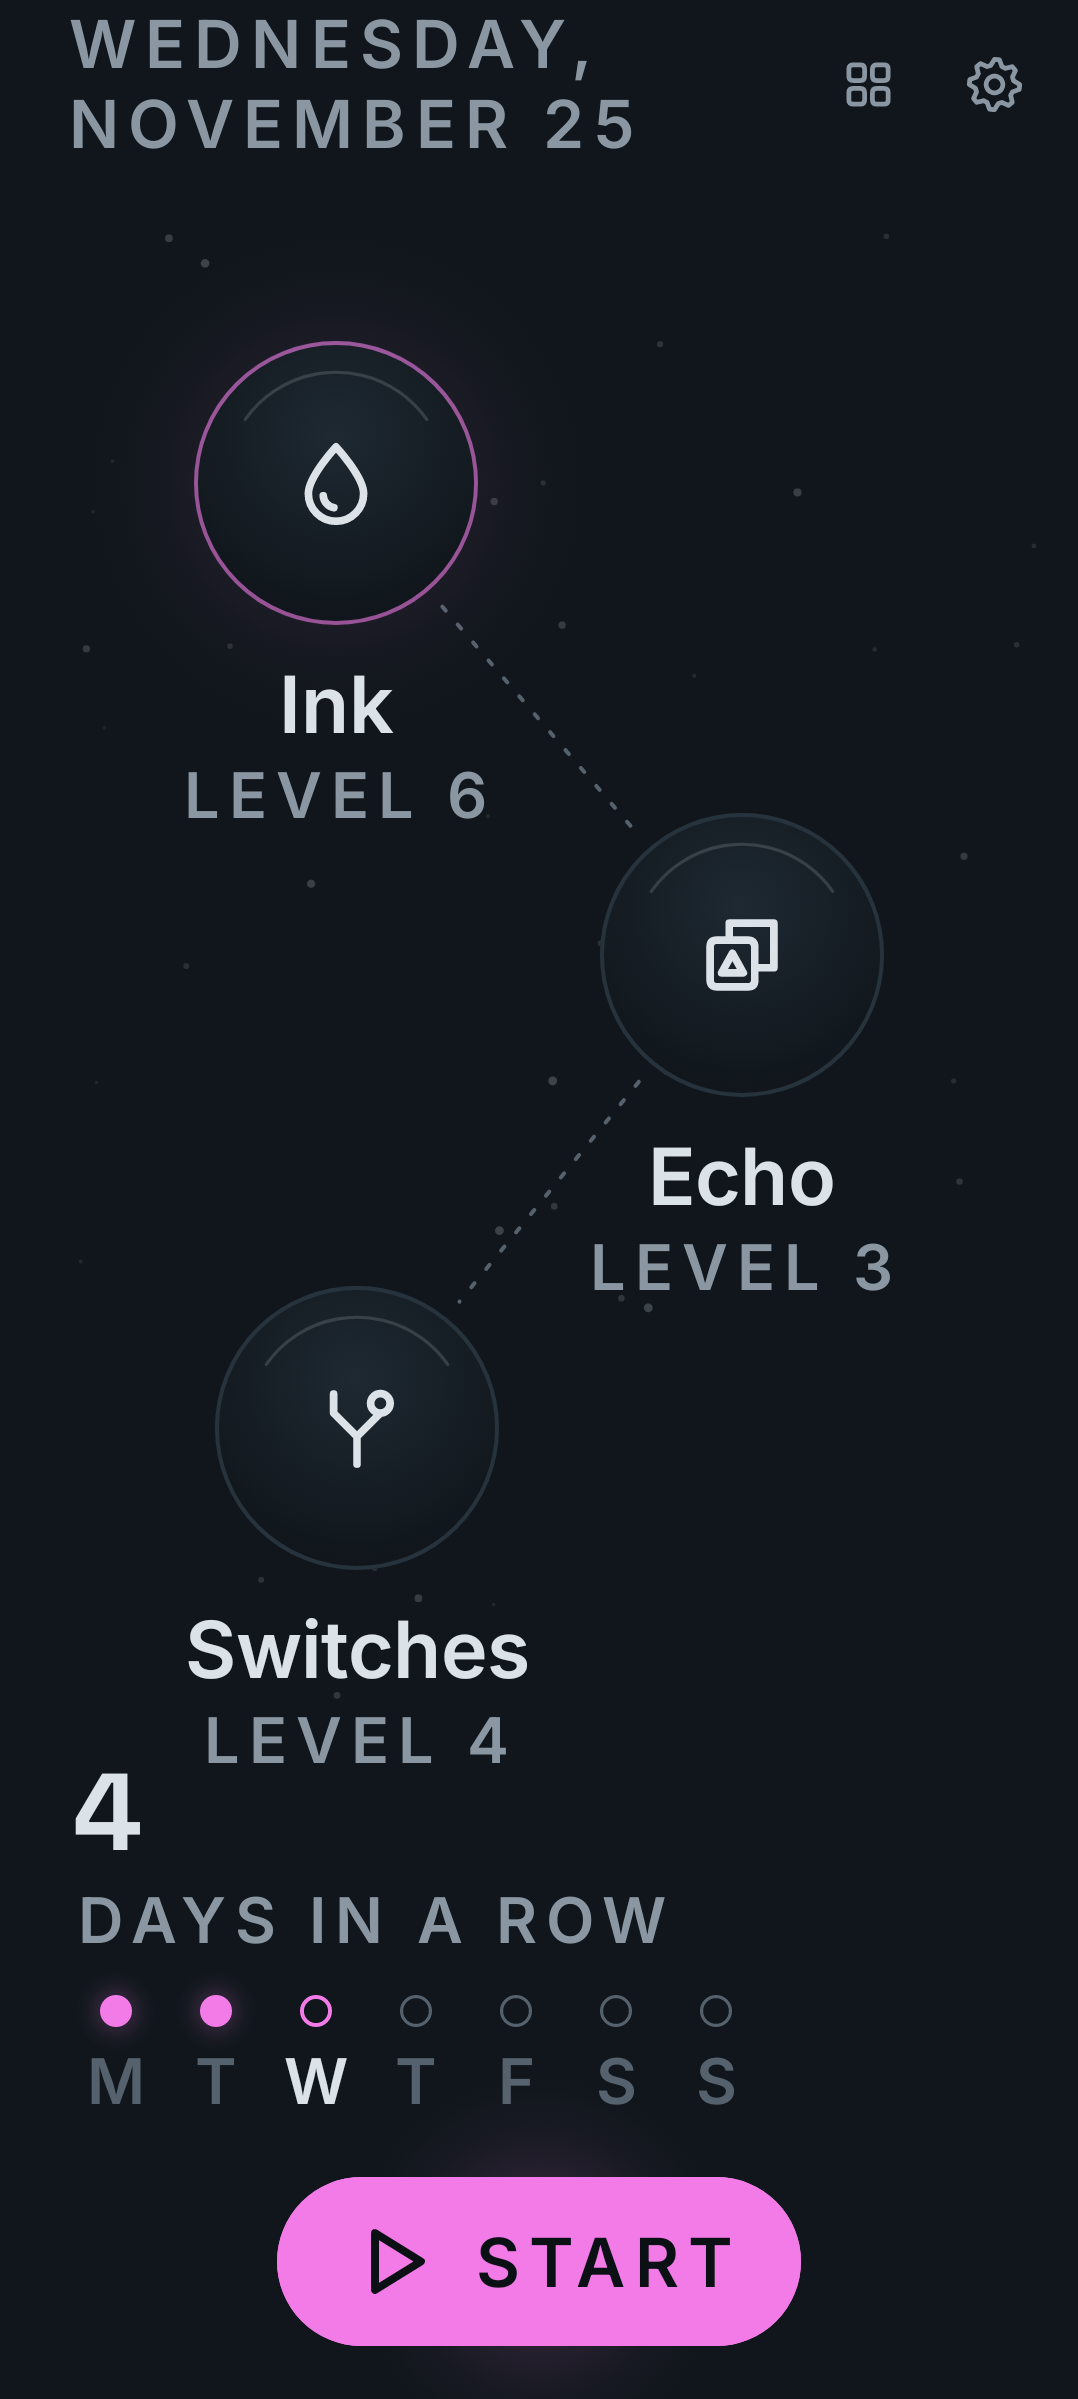 WEDNESDAY,
NOVEMBER 25
Ink
LEVEL 6
Echo
LEVEL 3
Switches
LEVEL 4
4
DAYS IN A ROW
M T W T F S S
START